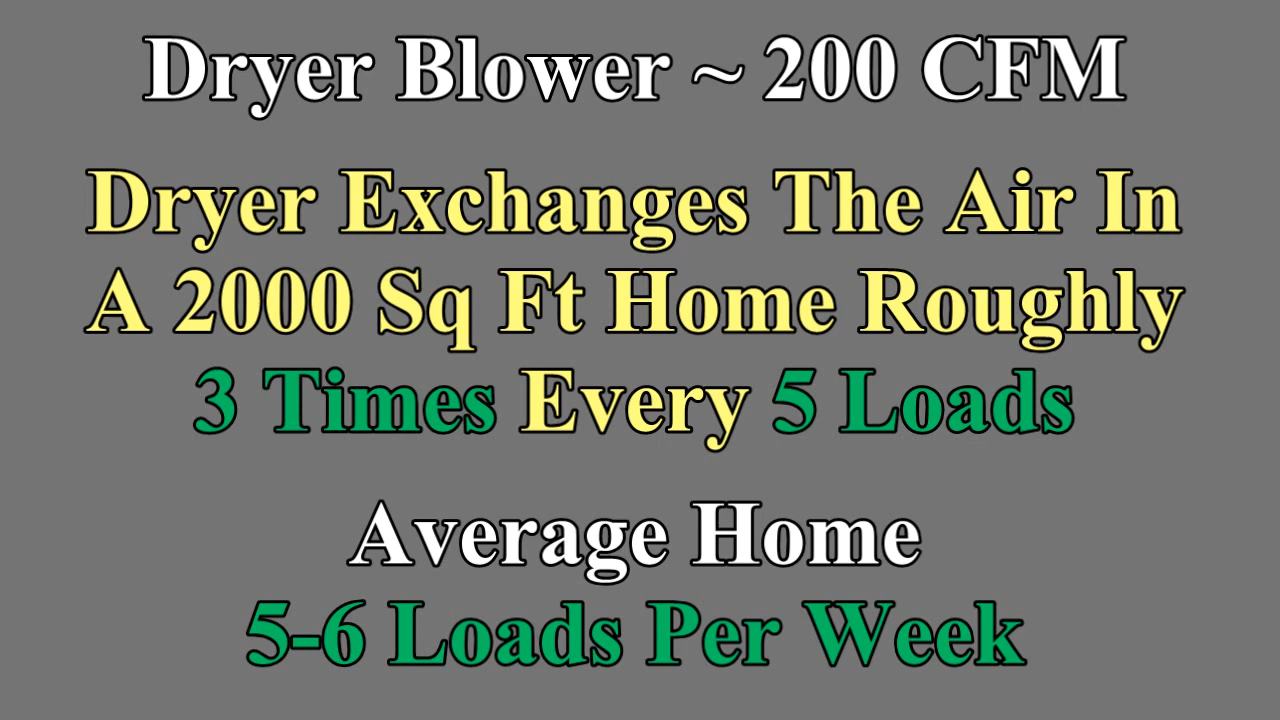 Dryer Blower ~ 200 CFM
Dryer Exchanges The Air In
A 2000 Sq Ft Home Roughly
3 Times Every 5 Loads
Average Home
5-6 Loads Per Week